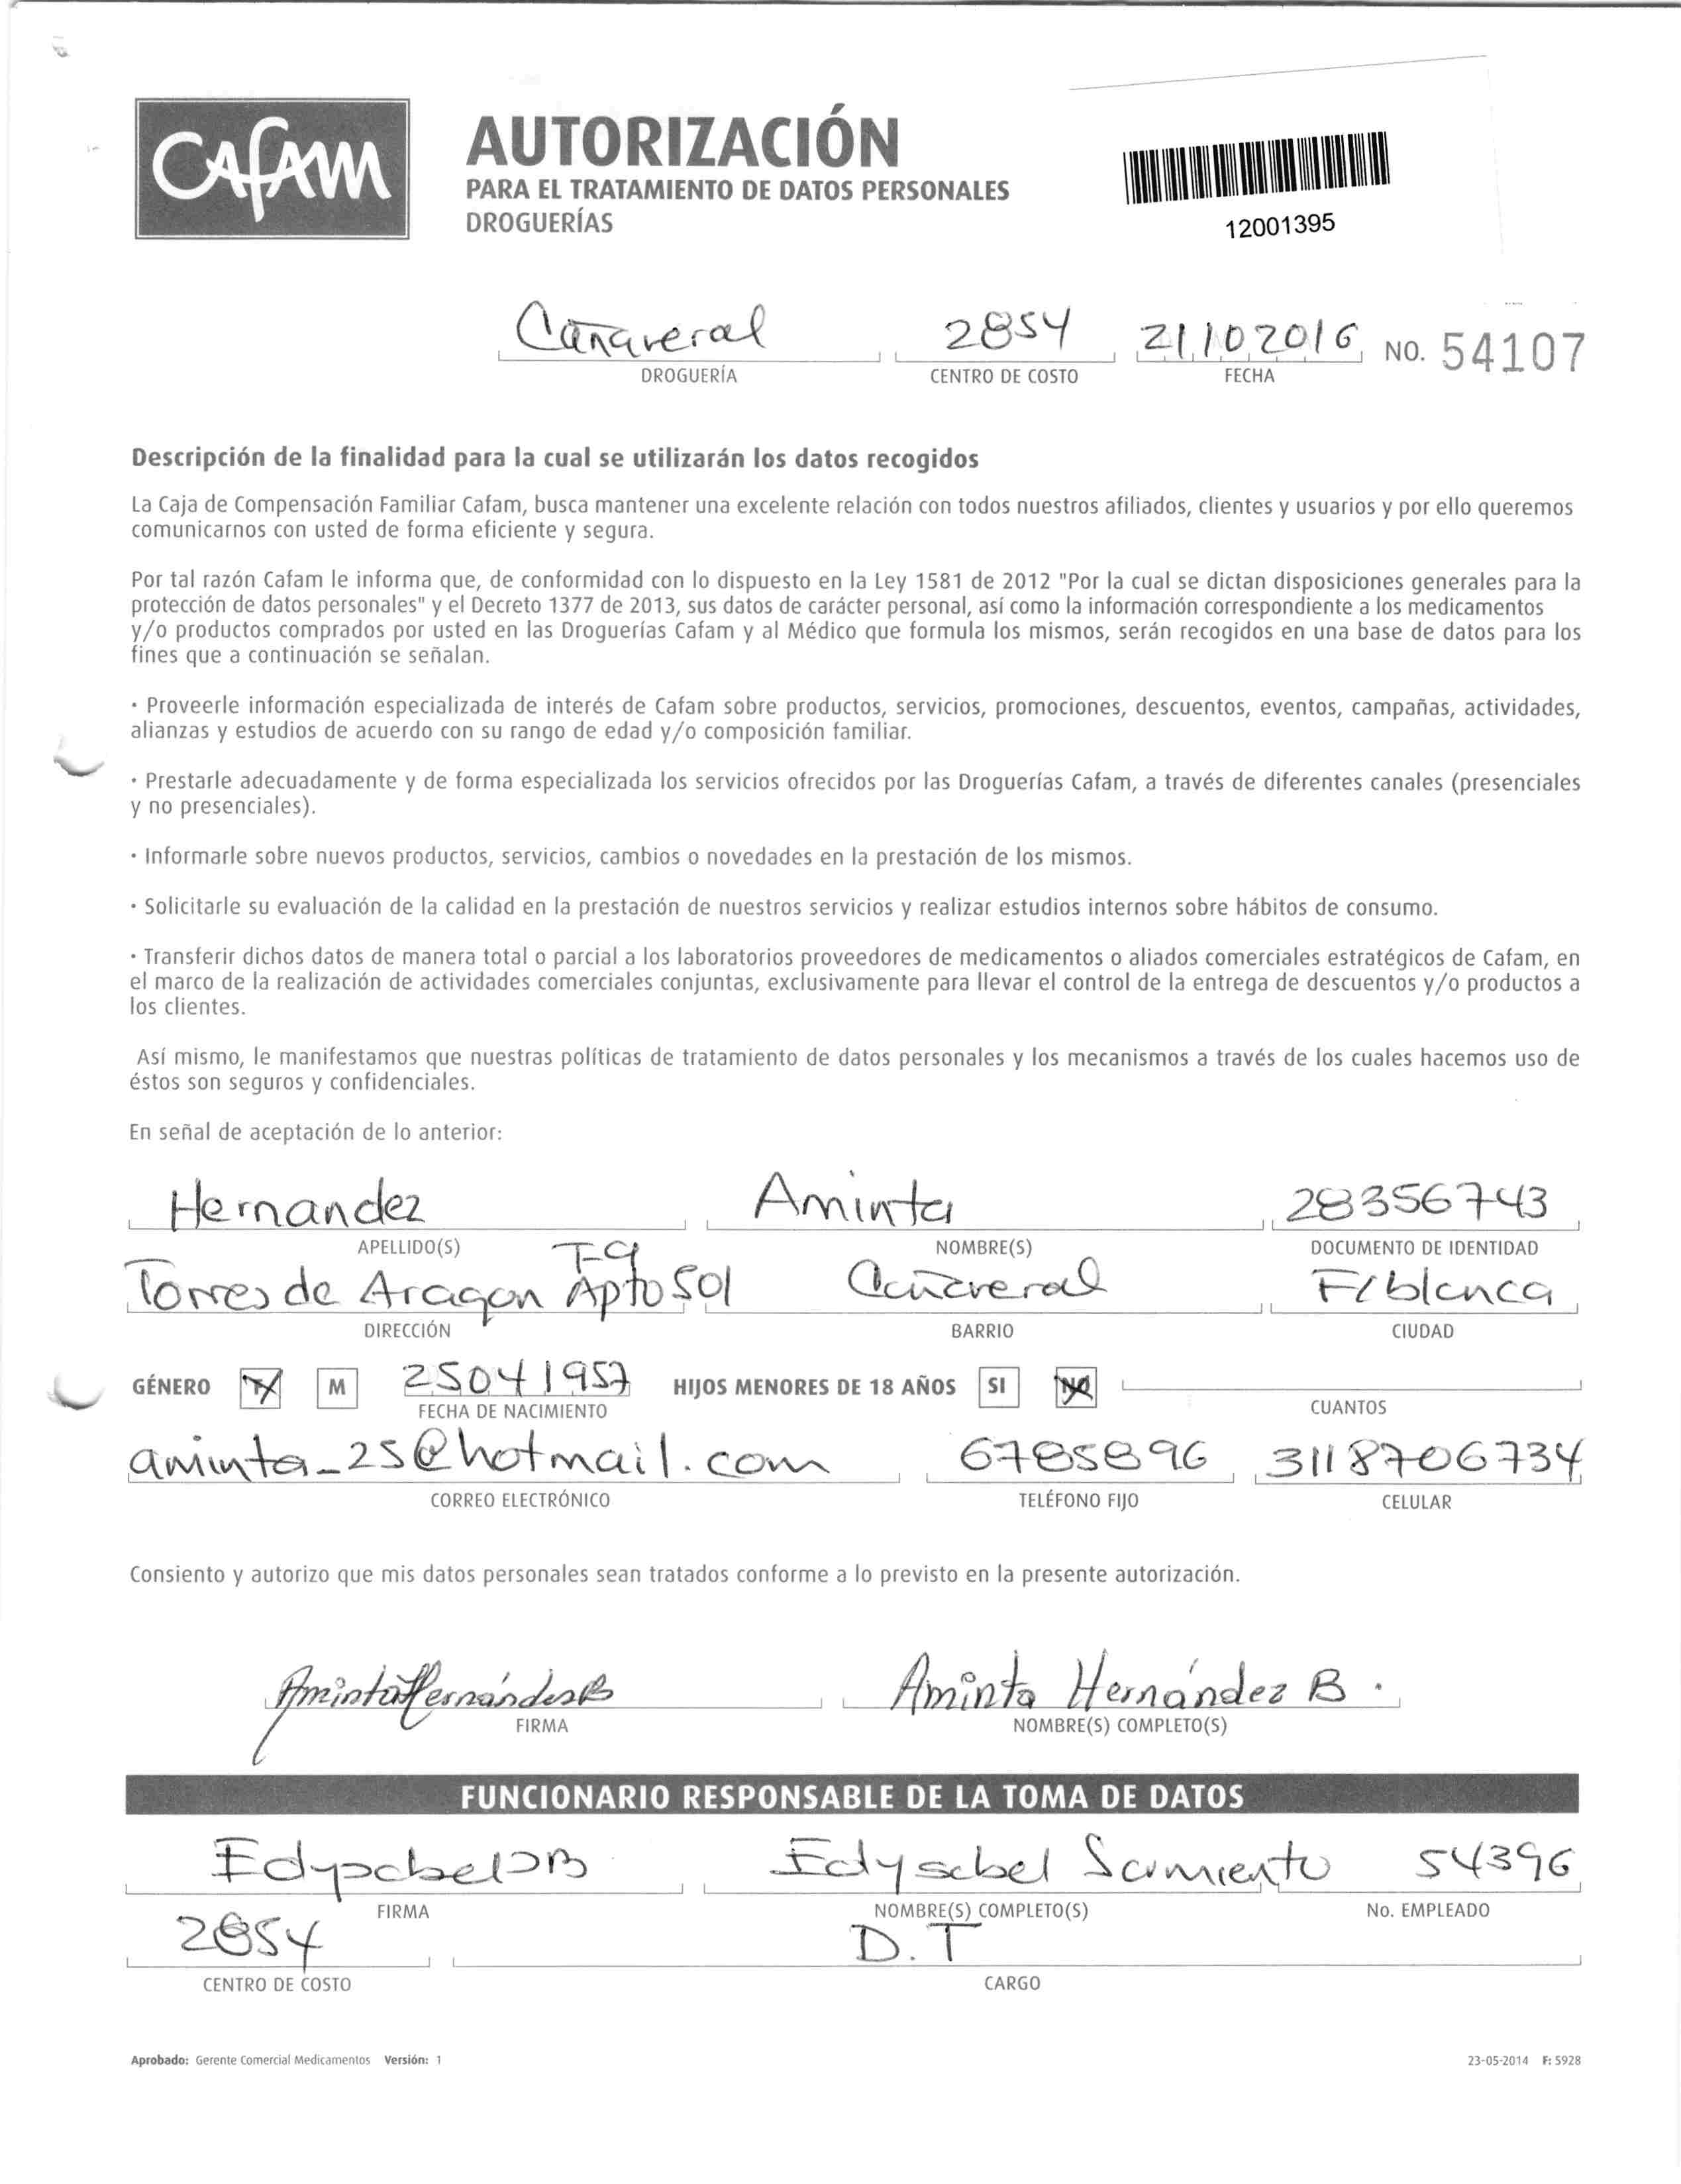 CAFAM
AUTORIZACIÓN
PARA EL TRATAMIENTO DE DATOS PERSONALES
DROGUERÍAS
12001395
Cañaveral 2854 21102016 NO. 54107
DROGUERÍA CENTRO DE COSTO FECHA
Descripción de la finalidad para la cual se utilizarán los datos recogidos
La Caja de Compensación Familiar Cafam, busca mantener una excelente relación con todos nuestros afiliados, clientes y usuarios y por ello queremos
comunicarnos con usted de forma eficiente y segura.
Por tal razón Cafam le informa que, de conformidad con lo dispuesto en la Ley 1581 de 2012 "Por la cual se dictan disposiciones generales para la
protección de datos personales" y el Decreto 1377 de 2013, sus datos de carácter personal, así como la información correspondiente a los medicamentos
y/o productos comprados por usted en las Droguerías Cafam y al Médico que formula los mismos, serán recogidos en una base de datos para los
fines que a continuación se señalan.
· Proveerle información especializada de interés de Cafam sobre productos, servicios, promociones, descuentos, eventos, campañas, actividades,
alianzas y estudios de acuerdo con su rango de edad y/o composición familiar.
· Prestarle adecuadamente y de forma especializada los servicios ofrecidos por las Droguerías Cafam, a través de diferentes canales (presenciales
y no presenciales).
· Informarle sobre nuevos productos, servicios, cambios o novedades en la prestación de los mismos.
· Solicitarle su evaluación de la calidad en la prestación de nuestros servicios y realizar estudios internos sobre hábitos de consumo.
· Transferir dichos datos de manera total o parcial a los laboratorios proveedores de medicamentos o aliados comerciales estratégicos de Cafam, en
el marco de la realización de actividades comerciales conjuntas, exclusivamente para llevar el control de la entrega de descuentos y/o productos a
los clientes.
Así mismo, le manifestamos que nuestras políticas de tratamiento de datos personales y los mecanismos a través de los cuales hacemos uso de
éstos son seguros y confidenciales.
En señal de aceptación de lo anterior:
Hernandez Aminta 28356743
APELLIDO(S) NOMBRE(S) DOCUMENTO DE IDENTIDAD
Torres de Aragon T-9 Apto 501 Cañaveral F/blanca
DIRECCIÓN BARRIO CIUDAD
GÉNERO F M 25041957 HIJOS MENORES DE 18 AÑOS SI NO
FECHA DE NACIMIENTO CUANTOS
aminta_25@hotmail.com 6785896 3118706734
CORREO ELECTRÓNICO TELÉFONO FIJO CELULAR
Consiento y autorizo que mis datos personales sean tratados conforme a lo previsto en la presente autorización.
Aminta Hernández B Aminta Hernández B.
FIRMA NOMBRE(S) COMPLETO(S)
FUNCIONARIO RESPONSABLE DE LA TOMA DE DATOS
Edysabel Sarmiento 54396
FIRMA NOMBRE(S) COMPLETO(S) No. EMPLEADO
2854 D.T
CENTRO DE COSTO CARGO
Aprobado: Gerente Comercial Medicamentos Versión: 1 23-05-2014 F: 5928